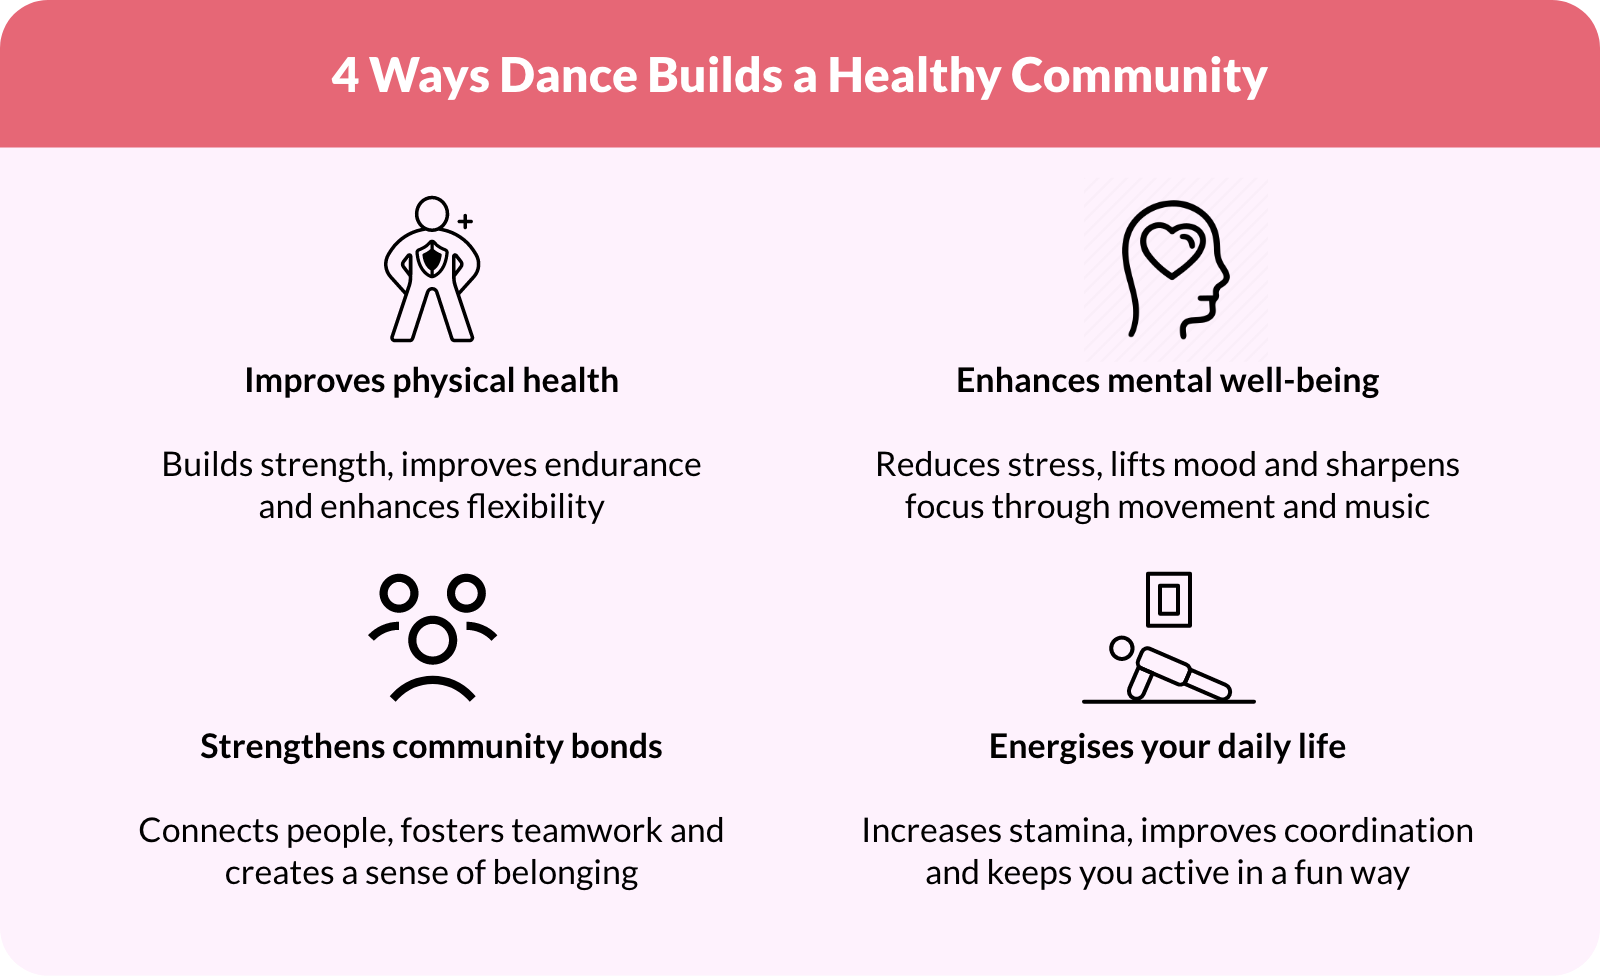 4 Ways Dance Builds a Healthy Community
Improves physical health
Builds strength, improves endurance
and enhances flexibility
Enhances mental well-being
Reduces stress, lifts mood and sharpens
focus through movement and music
Strengthens community bonds
Connects people, fosters teamwork and
creates a sense of belonging
Energises your daily life
Increases stamina, improves coordination
and keeps you active in a fun way